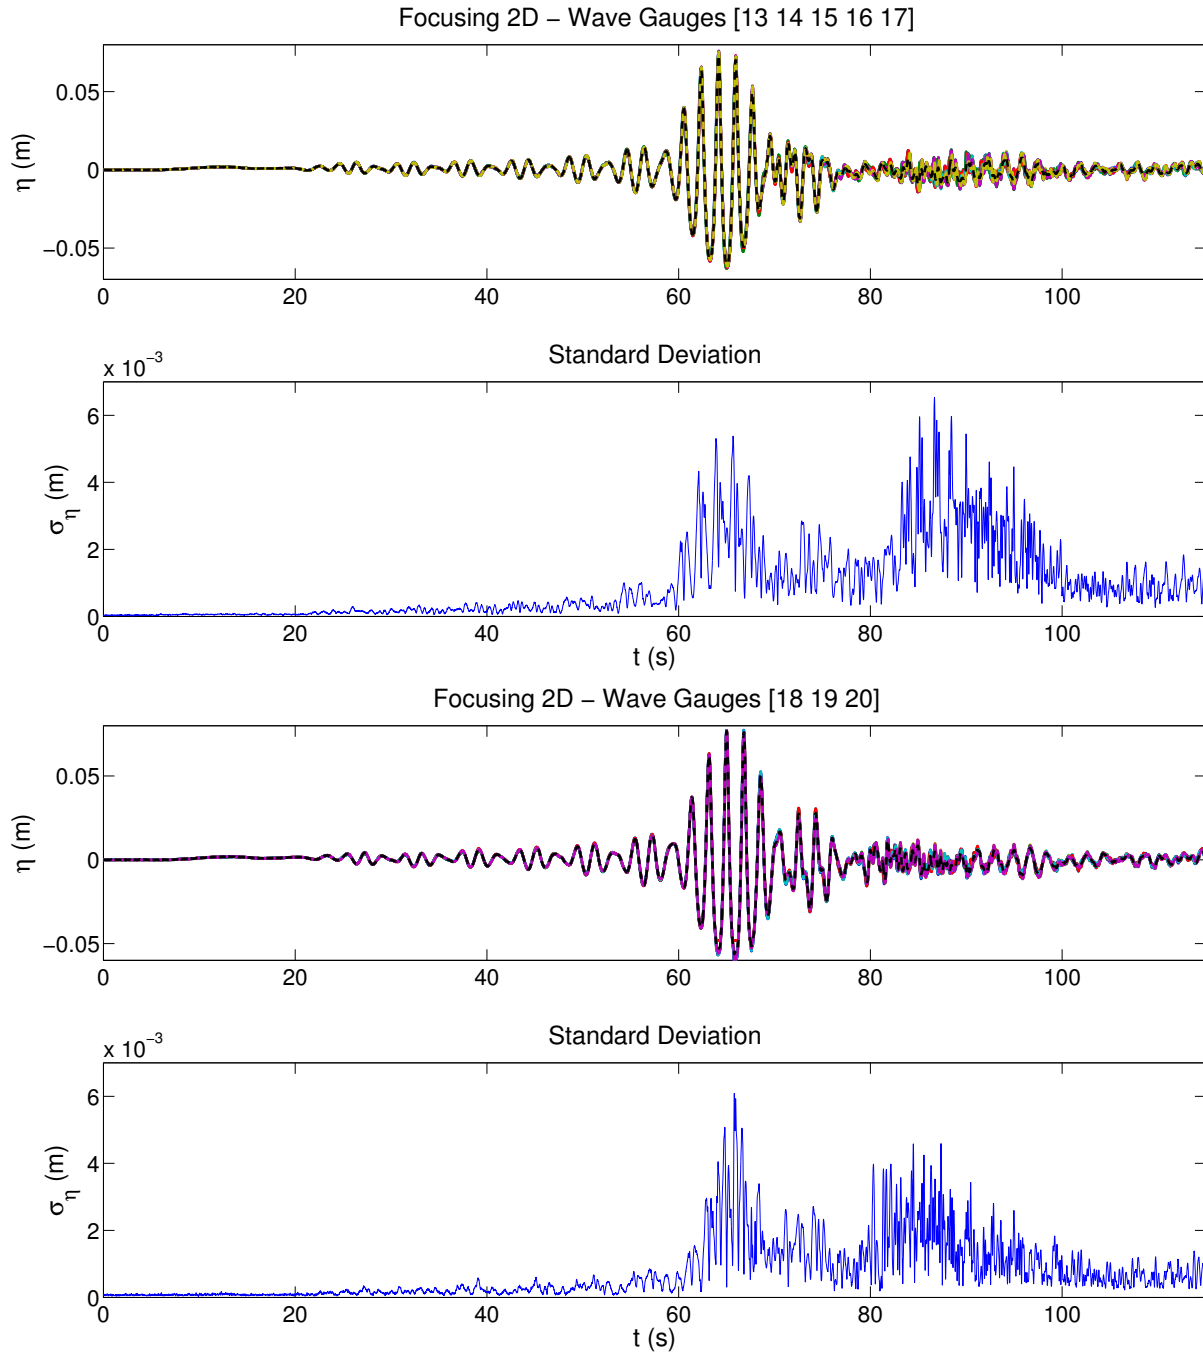 Focusing 2D − Wave Gauges [13 14 15 16 17]
0.05
0
−0.05
η (m)
0 20 40 60 80 100
x 10−3
Standard Deviation
6
4
2
0
ση (m)
0 20 40 60 80 100
t (s)
Focusing 2D − Wave Gauges [18 19 20]
0.05
0
−0.05
η (m)
0 20 40 60 80 100
x 10−3
Standard Deviation
6
4
2
0
ση (m)
0 20 40 60 80 100
t (s)